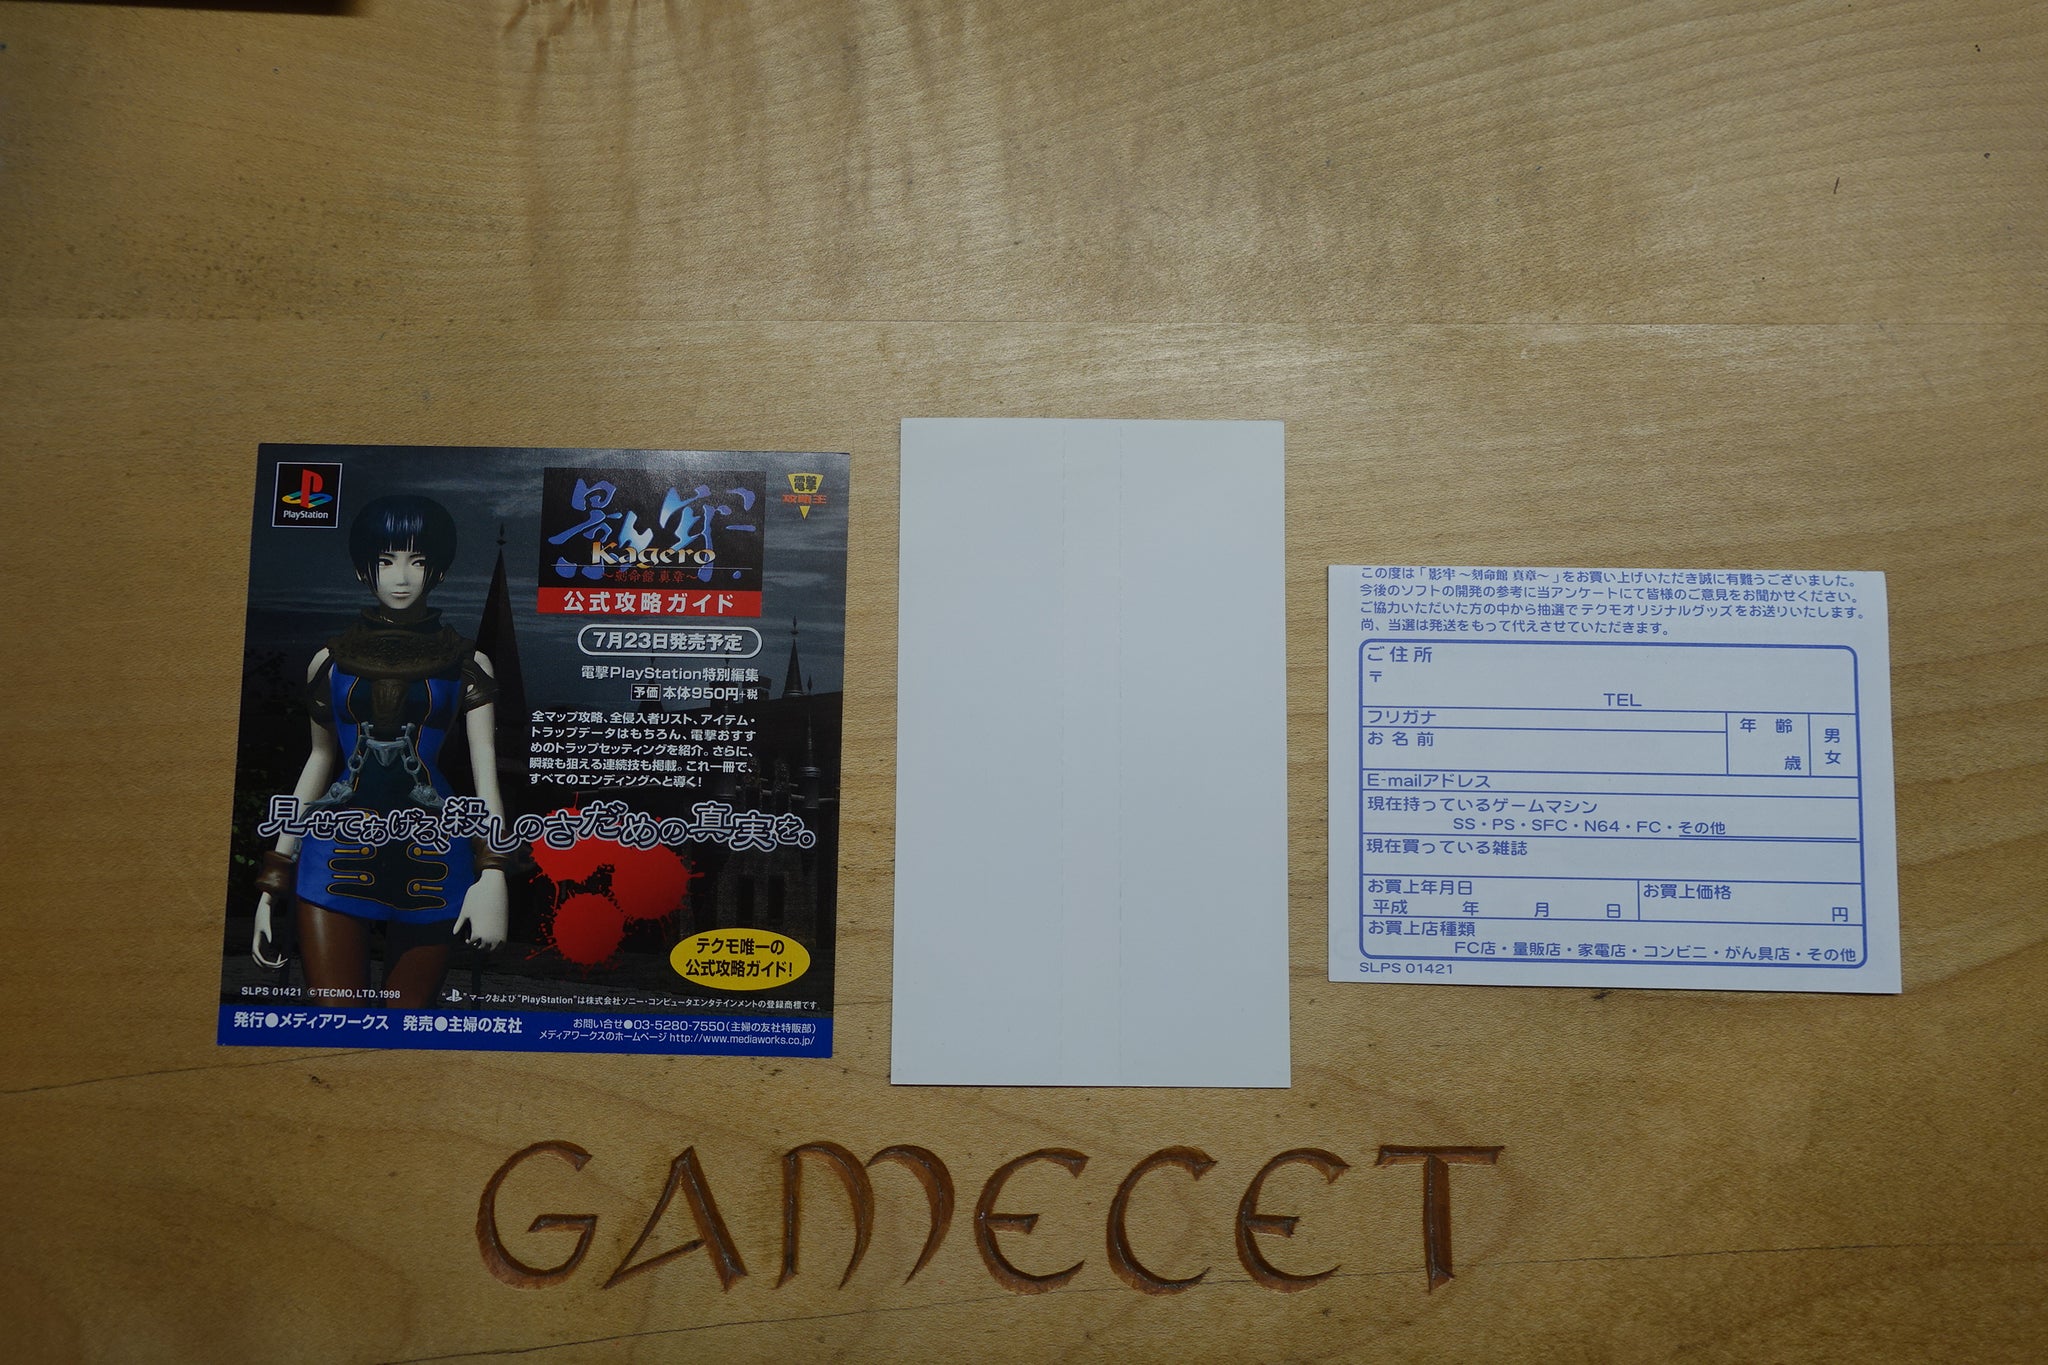 PlayStation
影牢
Kagero
～刻命館 真章～
公式攻略ガイド
電撃
攻略王
7月23日発売予定
電撃PlayStation特別編集
予価 本体950円+税
全マップ攻略、全侵入者リスト、アイテム・
トラップデータはもちろん、電撃おすす
めのトラップセッティングを紹介。さらに、
瞬殺も狙える連続技も掲載。これ一冊で、
すべてのエンディングへと導く!
見せてあげる、殺しのさだめの真実を。
テクモ唯一の
公式攻略ガイド!
SLPS 01421 ©TECMO,LTD.1998
"PS"マークおよび"PlayStation"は株式会社ソニー・コンピュータエンタテインメントの登録商標です。
発行●メディアワークス 発売●主婦の友社
お問い合せ●03-5280-7550(主婦の友社特販部)
メディアワークスのホームページ http://www.mediaworks.co.jp/
この度は「影牢 ～刻命館 真章～」をお買い上げいただき誠に有難うございました。
今後のソフトの開発の参考に当アンケートにて皆様のご意見をお聞かせください。
ご協力いただいた方の中から抽選でテクモオリジナルグッズをお送りいたします。
尚、当選は発送をもって代えさせていただきます。
ご住所
〒
TEL
フリガナ
お名前
年 齢
歳
男
女
E-mailアドレス
現在持っているゲームマシン
SS・PS・SFC・N64・FC・その他
現在買っている雑誌
お買上年月日
平成 年 月 日
お買上価格
円
お買上店種類
FC店・量販店・家電店・コンビニ・がん具店・その他
SLPS 01421
GAMECET